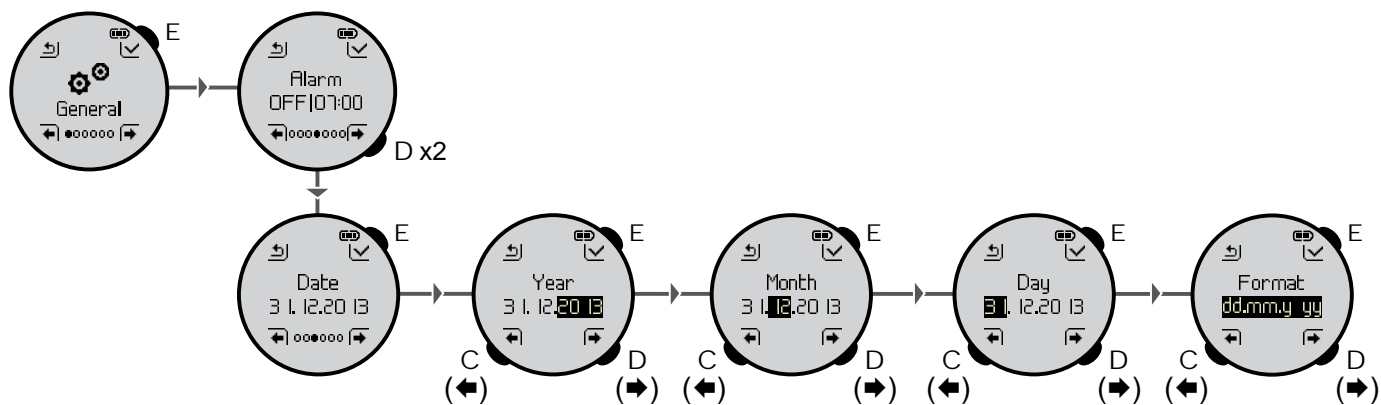 E
General
Alarm
OFF|07:00
D x2
E
Date
31.12.2013
E
Year
31.12.2013
C
(←)
D
(→)
E
Month
31.12.2013
C
(←)
D
(→)
E
Day
31.12.2013
C
(←)
D
(→)
E
Format
dd.mm.y yy
C
(←)
D
(→)